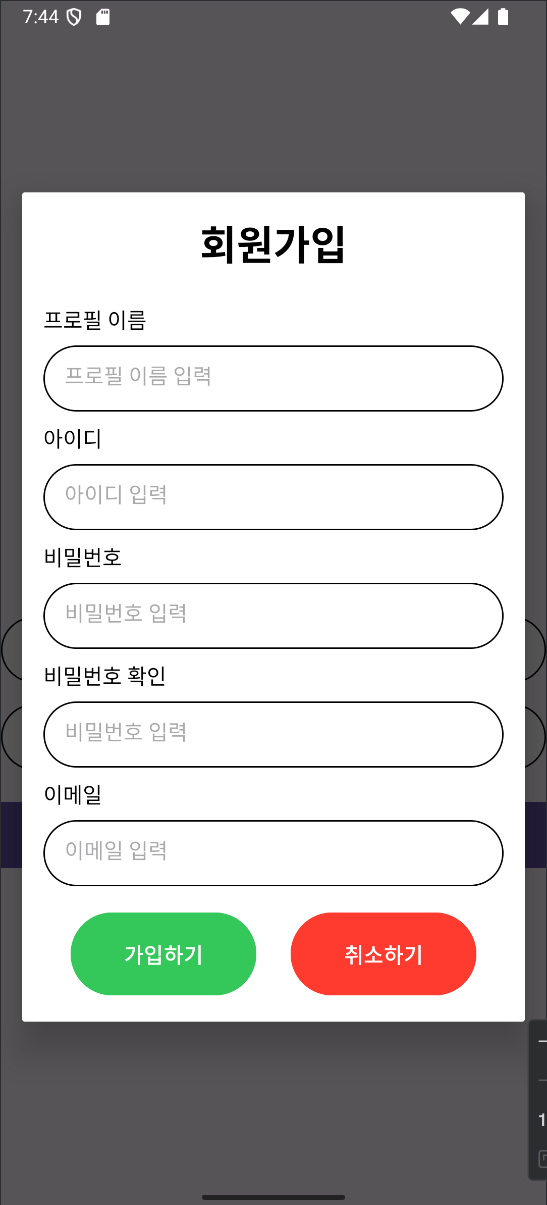 7:44
회원가입
프로필 이름
프로필 이름 입력
아이디
아이디 입력
비밀번호
비밀번호 입력
비밀번호 확인
비밀번호 입력
이메일
이메일 입력
가입하기 취소하기
1